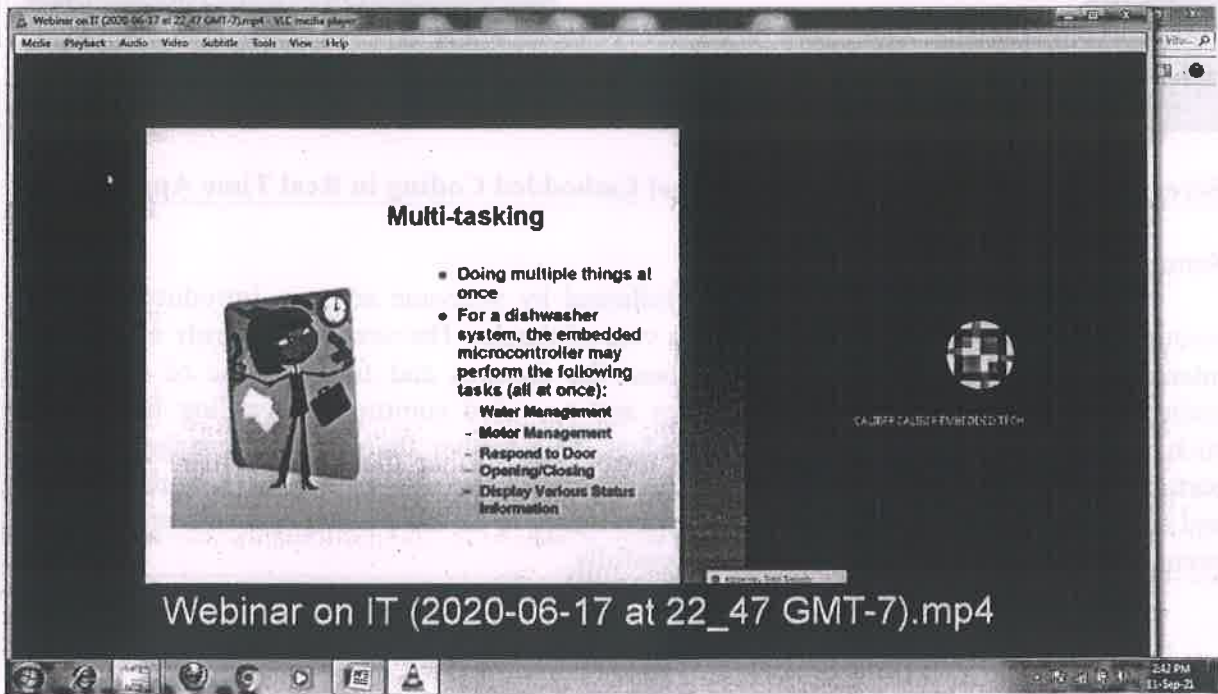 Webinar on IT (2020-06-17 at 22_47 GMT-7).mp4 - VLC media player
Media Playback Audio Video Subtitle Tools View Help
Multi-tasking
• Doing multiple things at
once
• For a dishwasher
system, the embedded
microcontroller may
perform the following
tasks (all at once):
Water Management
- Motor Management
- Respond to Door
Opening/Closing
- Display Various Status
Information
Webinar on IT (2020-06-17 at 22_47 GMT-7).mp4
2:42 PM
11-Sep-21